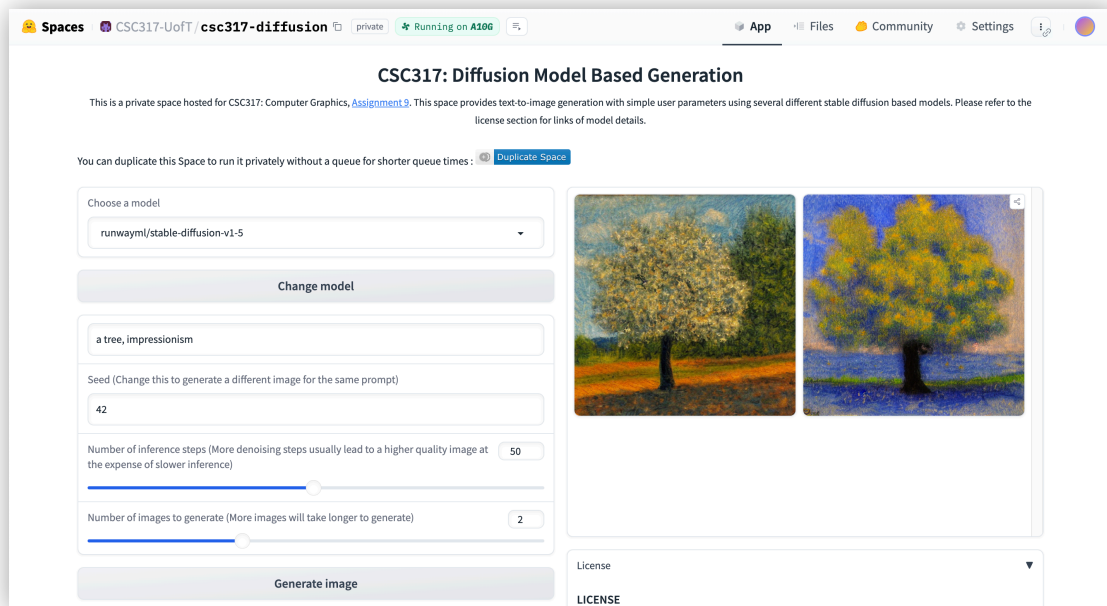 Spaces CSC317-UofT/csc317-diffusion private Running on A10G App Files Community Settings
CSC317: Diffusion Model Based Generation
This is a private space hosted for CSC317: Computer Graphics, Assignment 9. This space provides text-to-image generation with simple user parameters using several different stable diffusion based models. Please refer to the
license section for links of model details.
You can duplicate this Space to run it privately without a queue for shorter queue times : Duplicate Space
Choose a model
runwayml/stable-diffusion-v1-5
Change model
a tree, impressionism
Seed (Change this to generate a different image for the same prompt)
42
Number of inference steps (More denoising steps usually lead to a higher quality image at
the expense of slower inference)
50
Number of images to generate (More images will take longer to generate)
2
Generate image
License
LICENSE